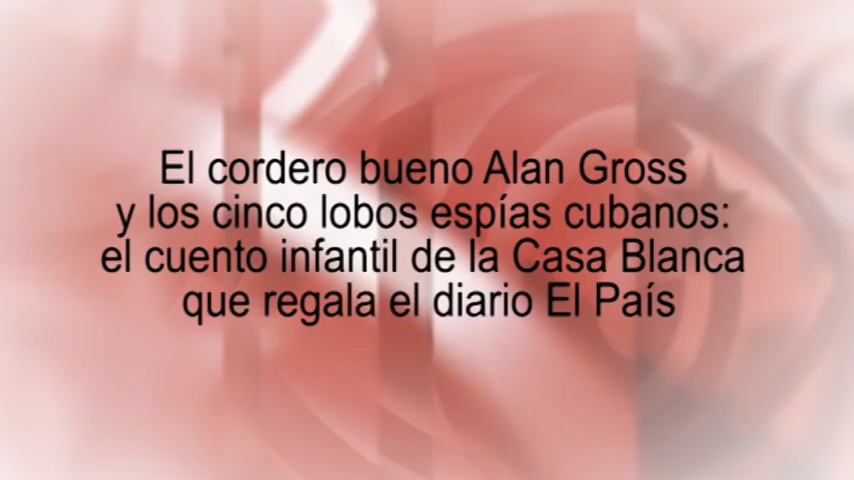 El cordero bueno Alan Gross
y los cinco lobos espías cubanos:
el cuento infantil de la Casa Blanca
que regala el diario El País